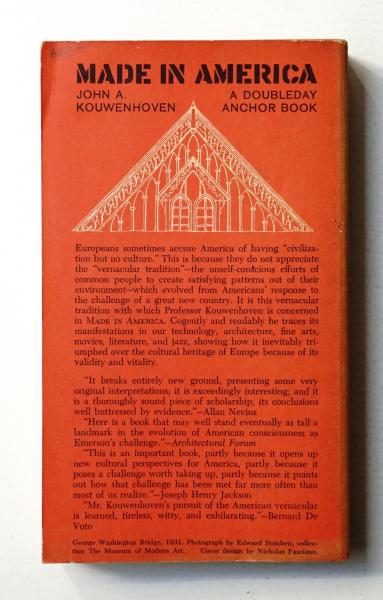 MADE IN AMERICA
JOHN A. KOUWENHOVEN
A DOUBLEDAY ANCHOR BOOK
Europeans sometimes accuse America of having "civiliza-
tion but no culture." This is because they do not appreciate
the "vernacular tradition"—the unself-conscious efforts of
common people to create satisfying patterns out of their
environment—which evolved from Americans' response to
the challenge of a great new country. It is this vernacular
tradition with which Professor Kouwenhoven is concerned
in MADE IN AMERICA. Cogently and readably he traces its
manifestations in our technology, architecture, fine arts,
movies, literature, and jazz, showing how it inevitably tri-
umphed over the cultural heritage of Europe because of its
validity and vitality.
"It breaks entirely new ground, presenting some very
original interpretations; it is exceedingly interesting; and it
is a thoroughly sound piece of scholarship, its conclusions
well buttressed by evidence."—Allan Nevins
"Here is a book that may well stand eventually as tall a
landmark in the evolution of American consciousness as
Emerson's challenge."—Architectural Forum
"This is an important book, partly because it opens up
new cultural perspectives for America, partly because it
poses a challenge worth taking up, partly because it points
out how that challenge has been met far more often than
most of us realize."—Joseph Henry Jackson
"Mr. Kouwenhoven's pursuit of the American vernacular
is learned, tireless, witty, and exhilarating."—Bernard De
Voto
George Washington Bridge, 1931. Photograph by Edward Steichen; collec-
tion The Museum of Modern Art. Cover design by Nicholas Fasciano.